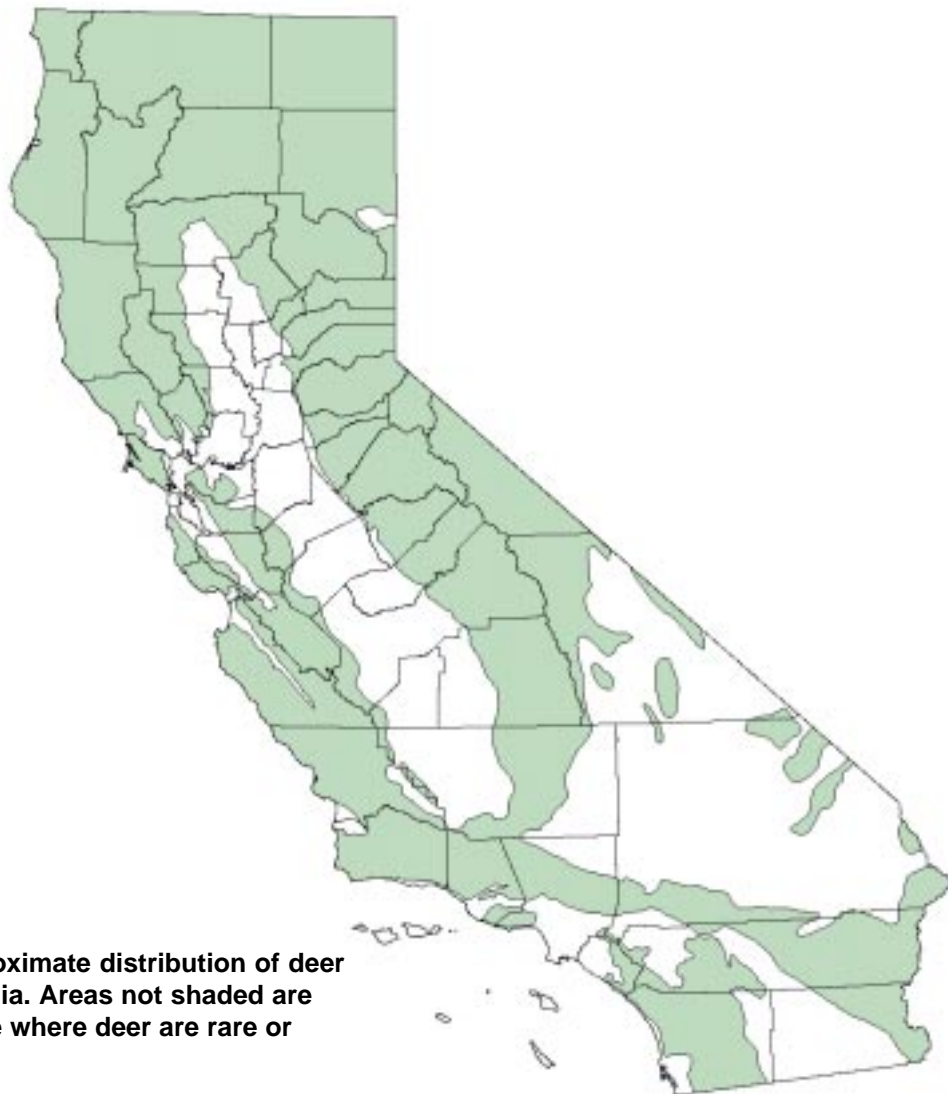 oximate distribution of deer
ia. Areas not shaded are
e where deer are rare or